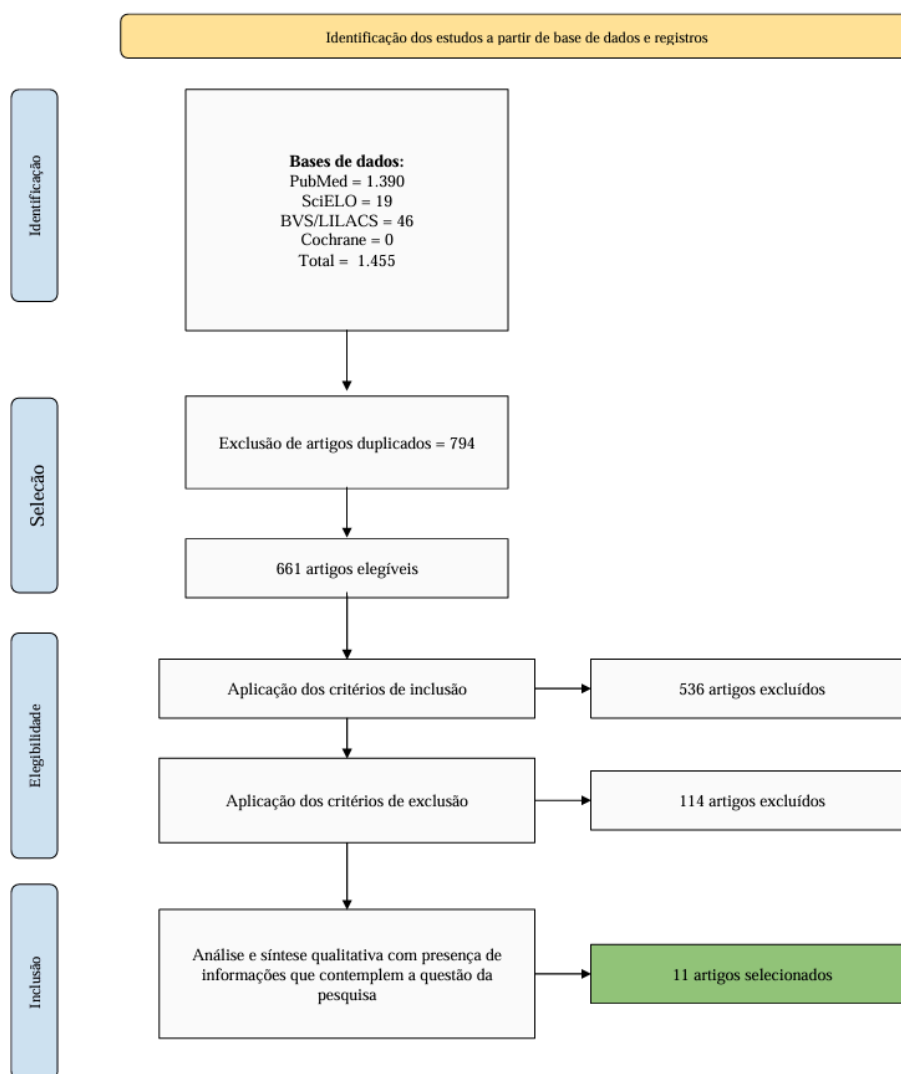 Identificação dos estudos a partir de base de dados e registros
Identificação
Bases de dados:
PubMed = 1.390
SciELO = 19
BVS/LILACS = 46
Cochrane = 0
Total = 1.455
Selecão
Exclusão de artigos duplicados = 794
661 artigos elegíveis
Elegibilidade
Aplicação dos critérios de inclusão
536 artigos excluídos
Aplicação dos critérios de exclusão
114 artigos excluídos
Inclusão
Análise e síntese qualitativa com presença de
informações que contemplem a questão da
pesquisa
11 artigos selecionados